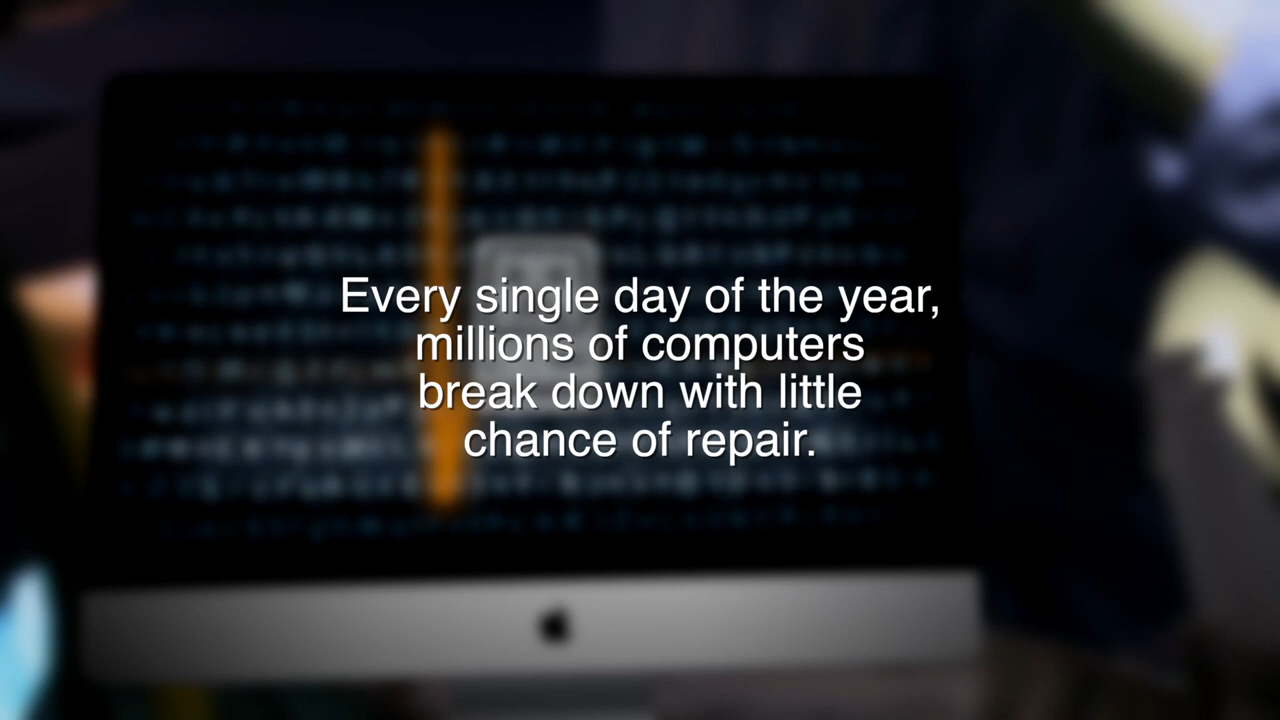 Every single day of the year,
millions of computers
break down with little
chance of repair.